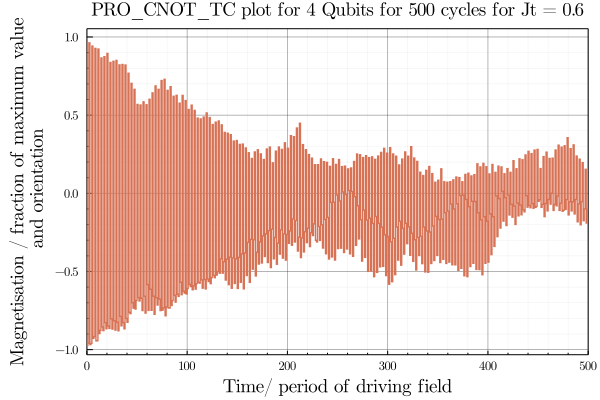 PRO_CNOT_TC plot for 4 Qubits for 500 cycles for Jt = 0.6
Magnetisation / fraction of maximum value
and orientation
1.0
0.5
0.0
−0.5
−1.0
0 100 200 300 400 500
Time/ period of driving field